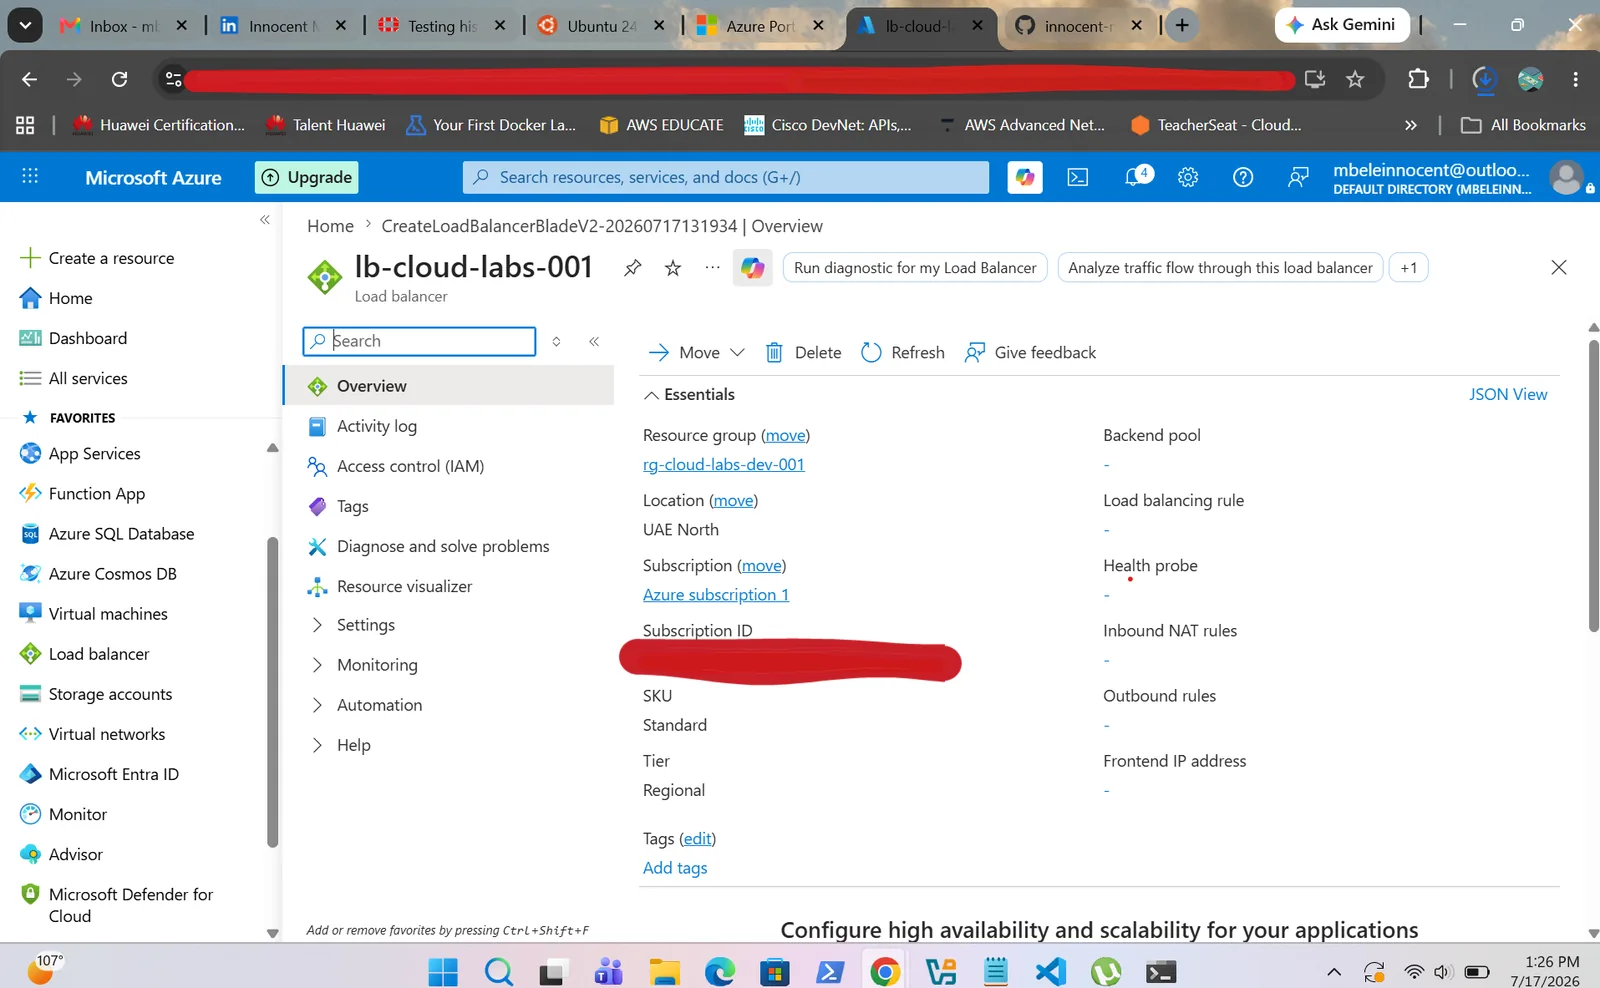 Inbox - mb
Innocent M
Testing his
Ubuntu 24
Azure Port
lb-cloud-la
innocent-r
Ask Gemini
Huawei Certification...
Talent Huawei
Your First Docker La...
AWS EDUCATE
Cisco DevNet: APIs,...
AWS Advanced Net...
TeacherSeat - Cloud...
All Bookmarks
Microsoft Azure
Upgrade
Search resources, services, and docs (G+/)
4
mbeleinnocent@outloo...
DEFAULT DIRECTORY (MBELEINN...
Create a resource
Home
Dashboard
All services
FAVORITES
App Services
Function App
Azure SQL Database
Azure Cosmos DB
Virtual machines
Load balancer
Storage accounts
Virtual networks
Microsoft Entra ID
Monitor
Advisor
Microsoft Defender for
Cloud
Home > CreateLoadBalancerBladeV2-20260717131934 | Overview
lb-cloud-labs-001
Load balancer
Run diagnostic for my Load Balancer
Analyze traffic flow through this load balancer
+1
Search
Overview
Activity log
Access control (IAM)
Tags
Diagnose and solve problems
Resource visualizer
Settings
Monitoring
Automation
Help
Add or remove favorites by pressing Ctrl+Shift+F
Move
Delete
Refresh
Give feedback
Essentials
JSON View
Resource group (move)
rg-cloud-labs-dev-001
Location (move)
UAE North
Subscription (move)
Azure subscription 1
Subscription ID
SKU
Standard
Tier
Regional
Tags (edit)
Add tags
Backend pool
-
Load balancing rule
-
Health probe
-
Inbound NAT rules
-
Outbound rules
-
Frontend IP address
-
Configure high availability and scalability for your applications
107°
1:26 PM
7/17/2026